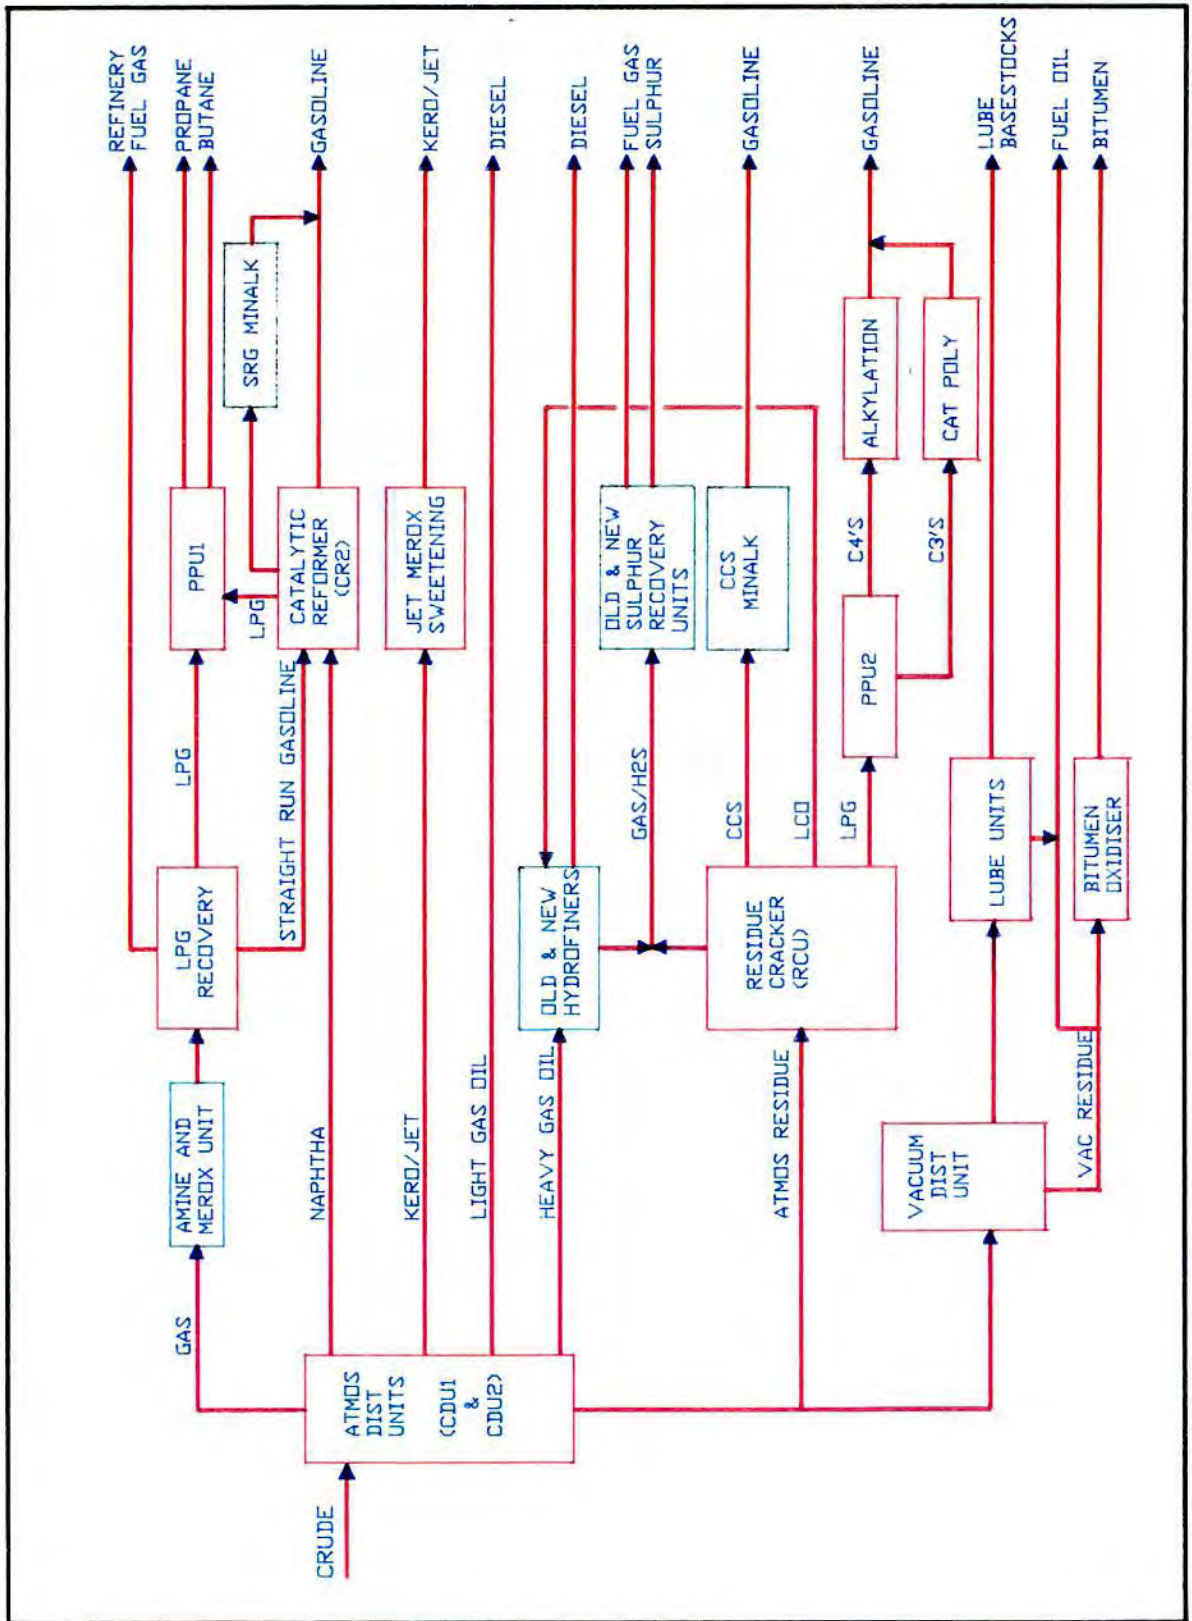 CRUDE
ATMOS
DIST
UNITS
(CDU1
&
CDU2)
GAS
AMINE AND
MEROX UNIT
LPG
RECOVERY
REFINERY
FUEL GAS
LPG
PPU1
PROPANE
BUTANE
STRAIGHT RUN GASOLINE
LPG
NAPHTHA
CATALYTIC
REFORMER
(CR2)
SRG MINALK
GASOLINE
KERO/JET
JET MEROX
SWEETENING
KERO/JET
LIGHT GAS OIL
DIESEL
HEAVY GAS OIL
OLD & NEW
HYDROFINERS
DIESEL
GAS/H2S
OLD & NEW
SULPHUR
RECOVERY
UNITS
FUEL GAS
SULPHUR
ATMOS RESIDUE
RESIDUE
CRACKER
(RCU)
CCS
CCS
MINALK
GASOLINE
LCO
LPG
PPU2
C4'S
ALKYLATION
GASOLINE
C3'S
CAT POLY
VACUUM
DIST
UNIT
LUBE UNITS
LUBE
BASESTOCKS
FUEL OIL
VAC RESIDUE
BITUMEN
OXIDISER
BITUMEN